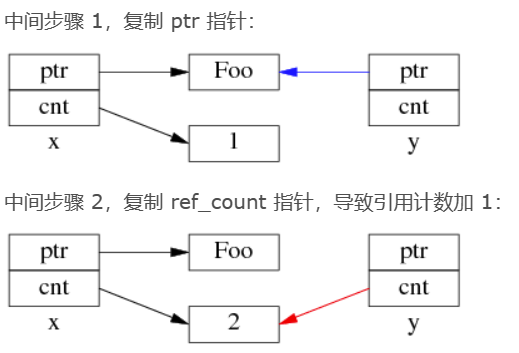 中间步骤 1，复制 ptr 指针：
ptr Foo ptr
cnt cnt
x 1 y
中间步骤 2，复制 ref_count 指针，导致引用计数加 1：
ptr Foo ptr
cnt cnt
x 2 y